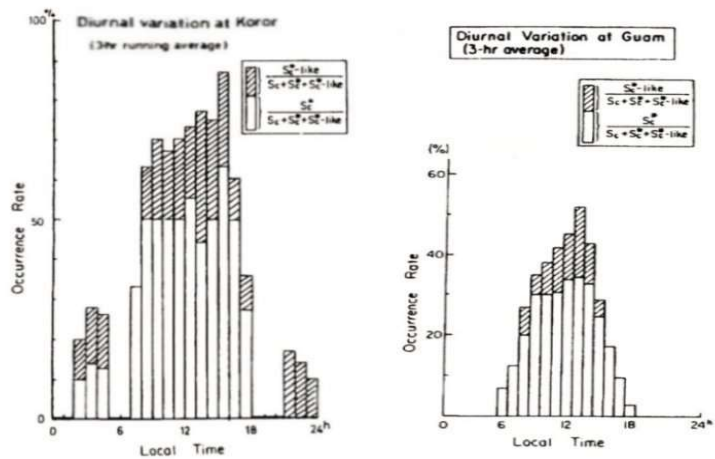 Diurnal variation at Koror
(3-hr running average)
100%
50
0
Occurrence Rate
Sc*-like
Sc+Sc*+Sc*-like
Sc*
Sc+Sc*+Sc*-like
0 6 12 18 24h
Local Time
Diurnal Variation at Guam
(3-hr average)
Sc*-like
Sc+Sc*+Sc*-like
Sc*
Sc+Sc*+Sc*-like
(%)
60
40
20
Occurrence Rate
0 6 12 18 24h
Local Time